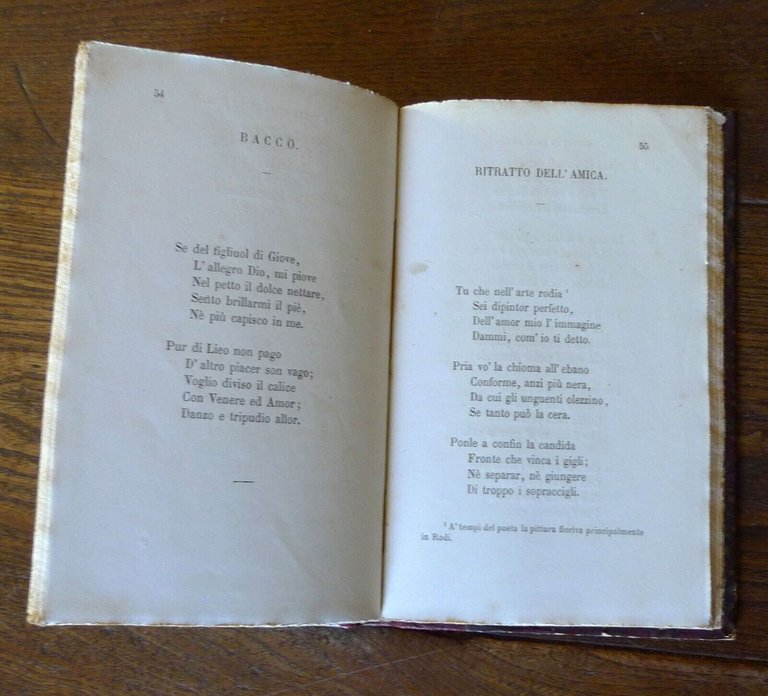 54
BACCO.
Se del figliuol di Giove,
L' allegro Dio, mi piove
Nel petto il dolce nettare,
Sento brillarmi il piè,
Nè più capisco in me.
Pur di Lieo non pago
D' altro piacer son vago;
Voglio diviso il calice
Con Venere ed Amor;
Danzo e tripudio allor.
55
RITRATTO DELL' AMICA.
Tu che nell' arte rodia ¹
Sei dipintor perfetto,
Dell' amor mio l' immagine
Dammi, com' io ti detto.
Pria vo' la chioma all' ebano
Conforme, anzi più nera,
Da cui gli unguenti olezzino,
Se tanto può la cera.
Ponle a confin la candida
Fronte che vinca i gigli;
Nè separar, nè giungere
Di troppo i sopraccigli.
¹ A' tempi del poeta la pittura fioriva principalmente
in Rodi.